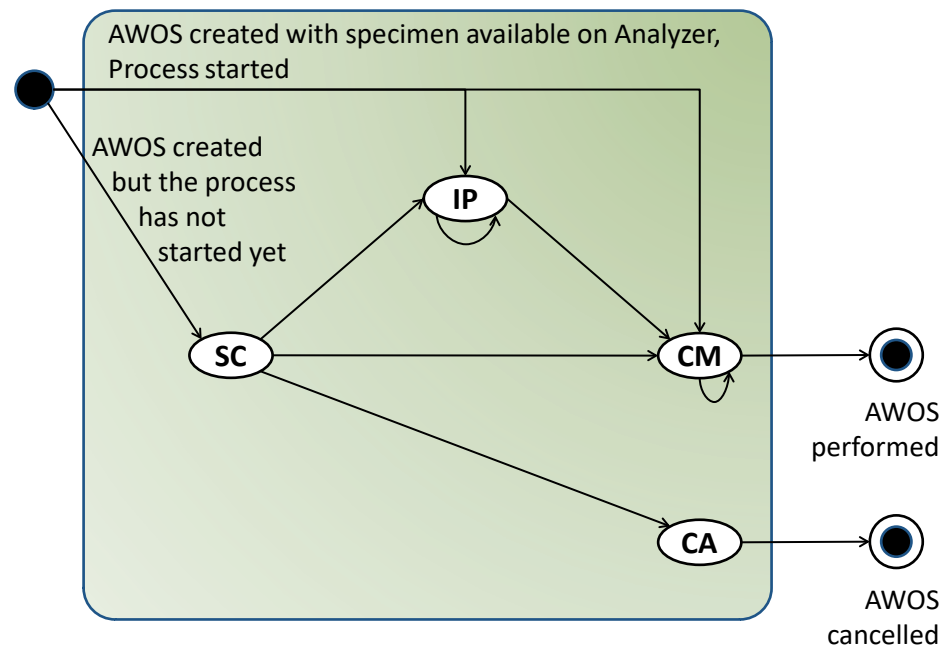 AWOS created with specimen available on Analyzer,
Process started
AWOS created
but the process
has not
started yet
IP
SC
CM
AWOS
performed
CA
AWOS
cancelled